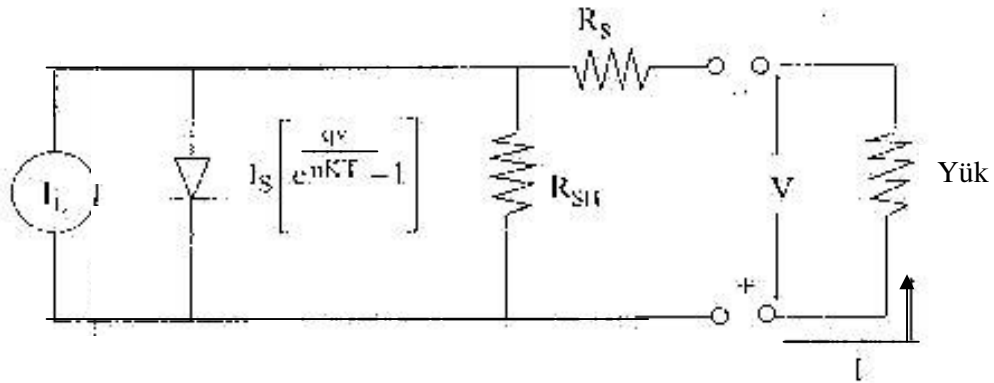 R_S
I_L
I_S [ e^{qv/nKT} -1 ]
R_SH
V
Yük
+
I